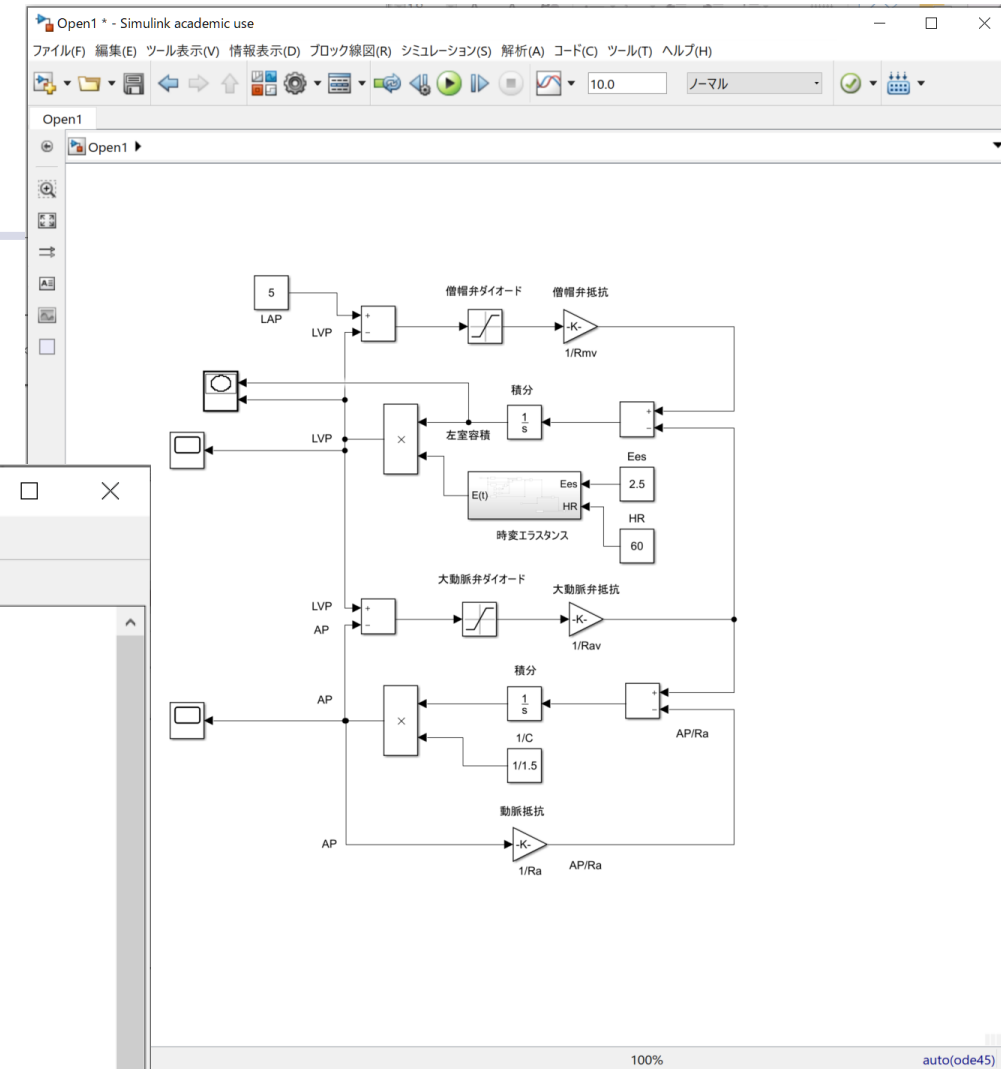 Open1 * - Simulink academic use
ファイル(F) 編集(E) ツール表示(V) 情報表示(D) ブロック線図(R) シミュレーション(S) 解析(A) コード(C) ツール(T) ヘルプ(H)
10.0 ノーマル
Open1
Open1
5
LAP
LVP
+
−
僧帽弁ダイオード
僧帽弁抵抗
-K-
1/Rmv
積分
1
s
+
−
×
LVP
左室容積
Ees
2.5
E(t)
Ees
HR
時変エラスタンス
HR
60
大動脈弁ダイオード
大動脈弁抵抗
LVP
AP
+
−
-K-
1/Rav
積分
1
s
+
−
AP/Ra
AP
×
1/C
1/1.5
動脈抵抗
AP
-K-
1/Ra
AP/Ra
100%
auto(ode45)